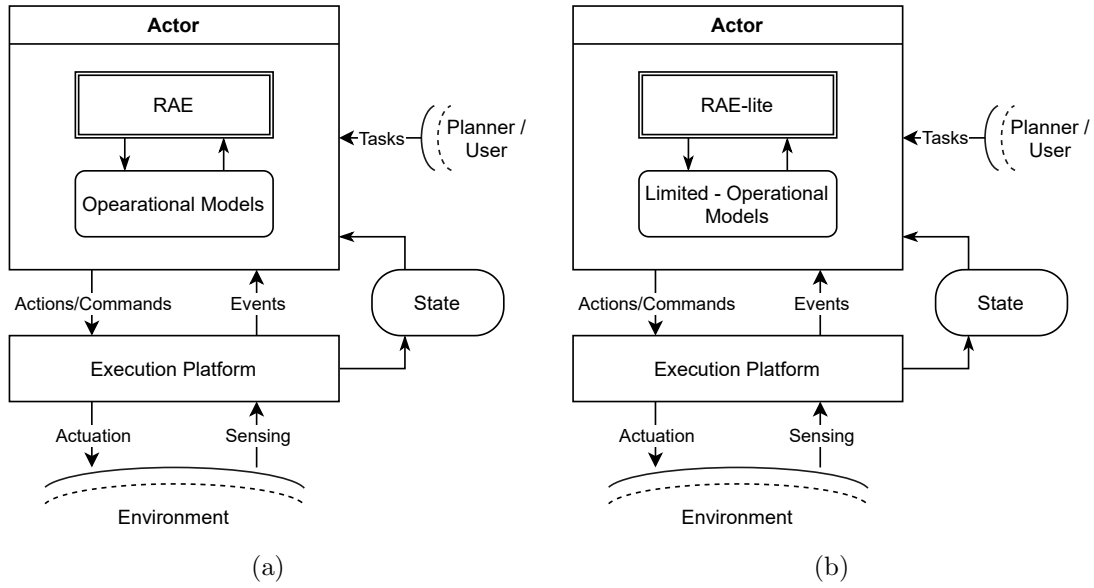 Actor
RAE
Opearational Models
Tasks
Planner /
User
Actions/Commands
Events
State
Execution Platform
Actuation
Sensing
Environment
(a)
Actor
RAE-lite
Limited - Operational
Models
Tasks
Planner /
User
Actions/Commands
Events
State
Execution Platform
Actuation
Sensing
Environment
(b)